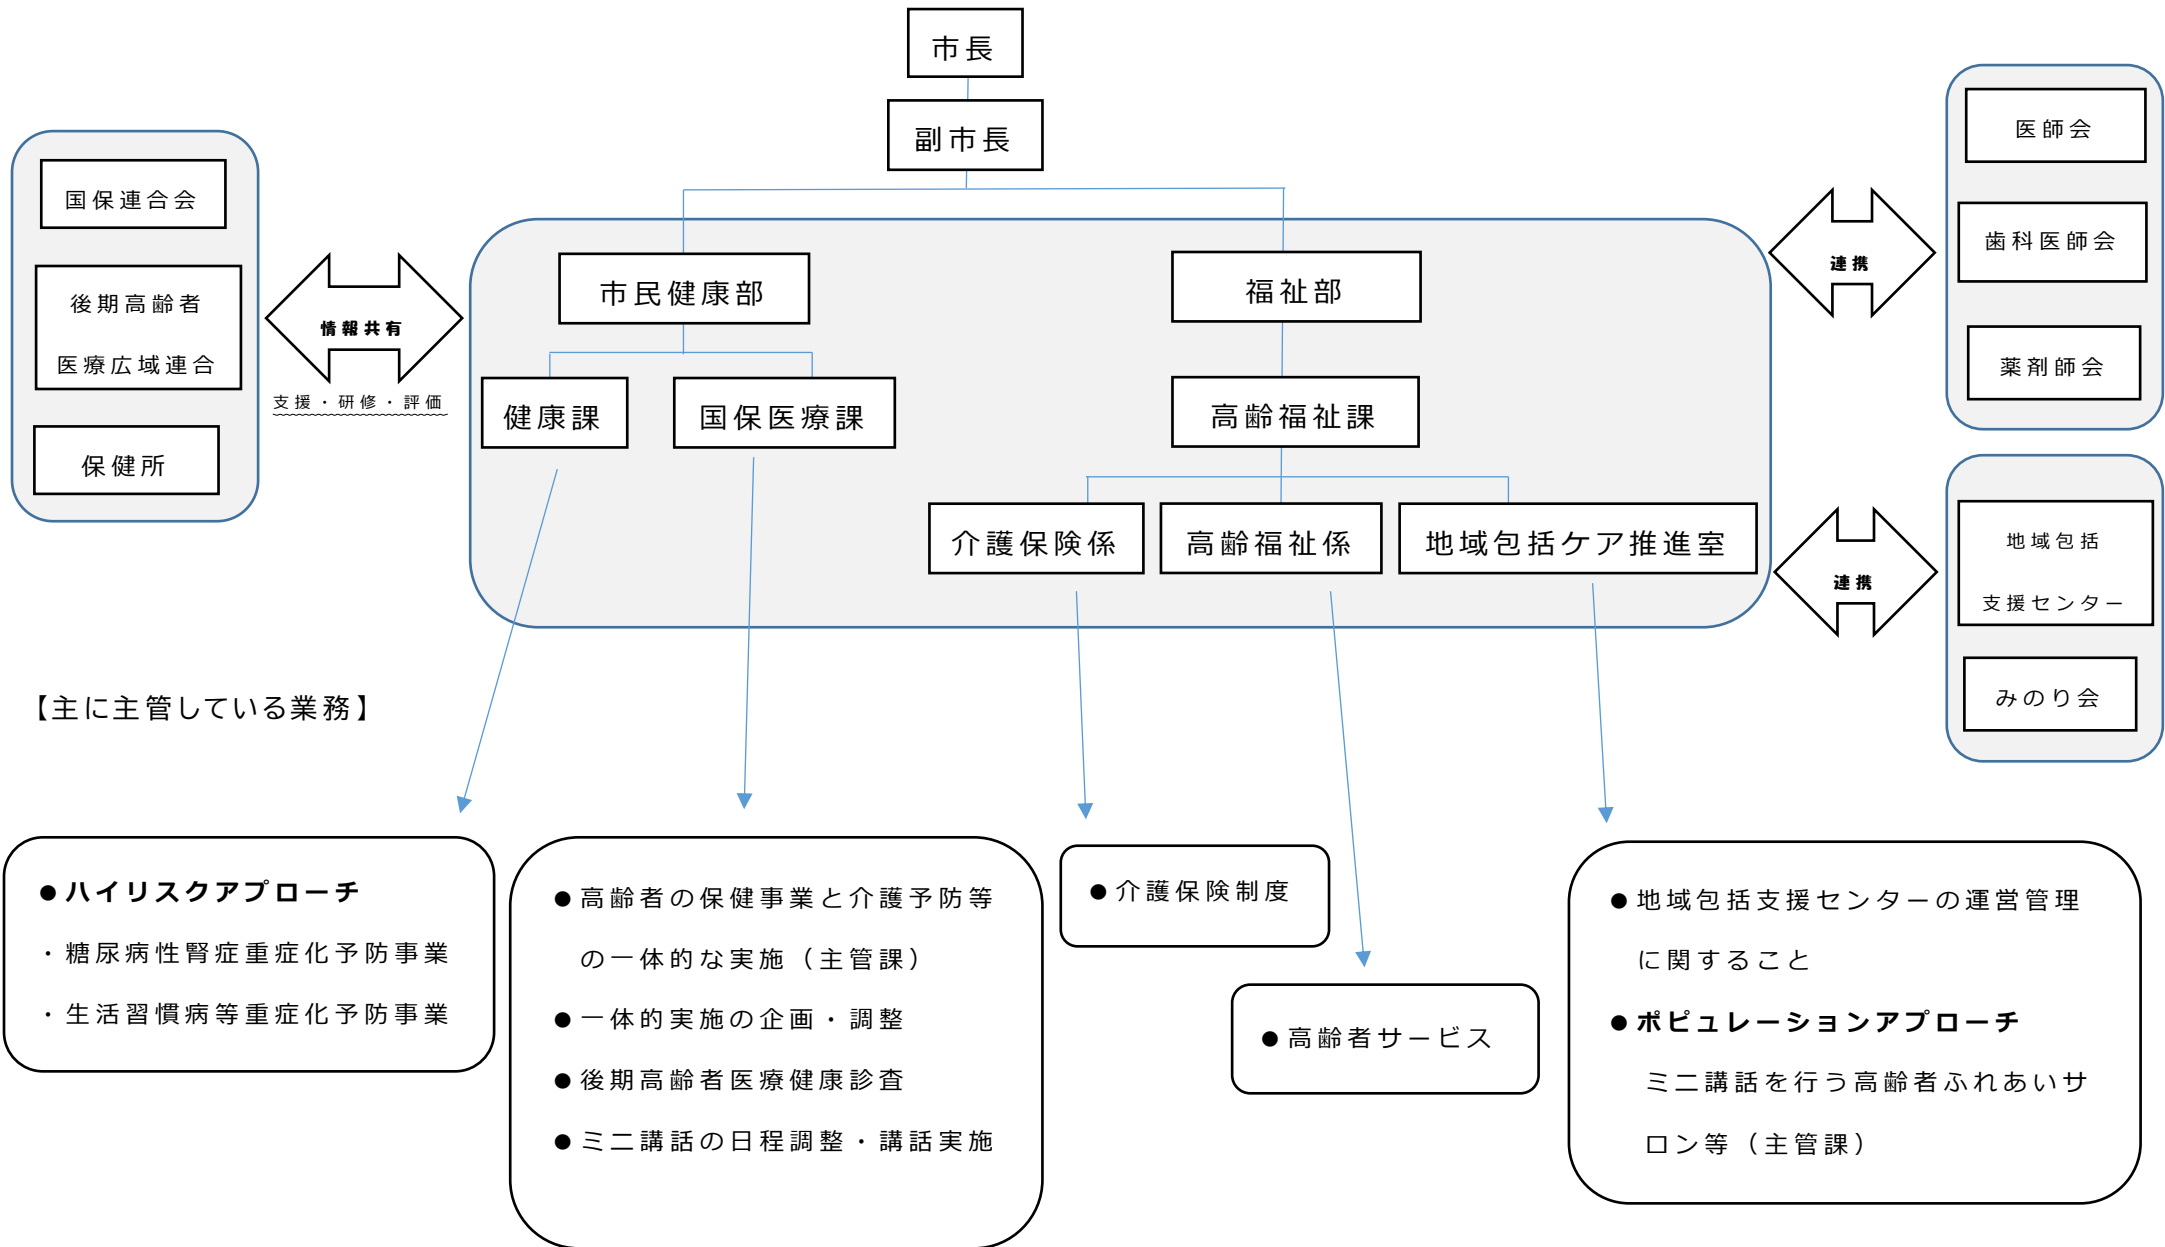 市長
副市長
国保連合会
後期高齢者
医療広域連合
保健所
情報共有
支援・研修・評価
市民健康部
福祉部
健康課
国保医療課
高齢福祉課
介護保険係
高齢福祉係
地域包括ケア推進室
連携
医師会
歯科医師会
薬剤師会
連携
地域包括
支援センター
みのり会
【主に主管している業務】
●ハイリスクアプローチ
・糖尿病性腎症重症化予防事業
・生活習慣病等重症化予防事業
●高齢者の保健事業と介護予防等
の一体的な実施（主管課）
●一体的実施の企画・調整
●後期高齢者医療健康診査
●ミニ講話の日程調整・講話実施
●介護保険制度
●高齢者サービス
●地域包括支援センターの運営管理
に関すること
●ポピュレーションアプローチ
ミニ講話を行う高齢者ふれあいサ
ロン等（主管課）